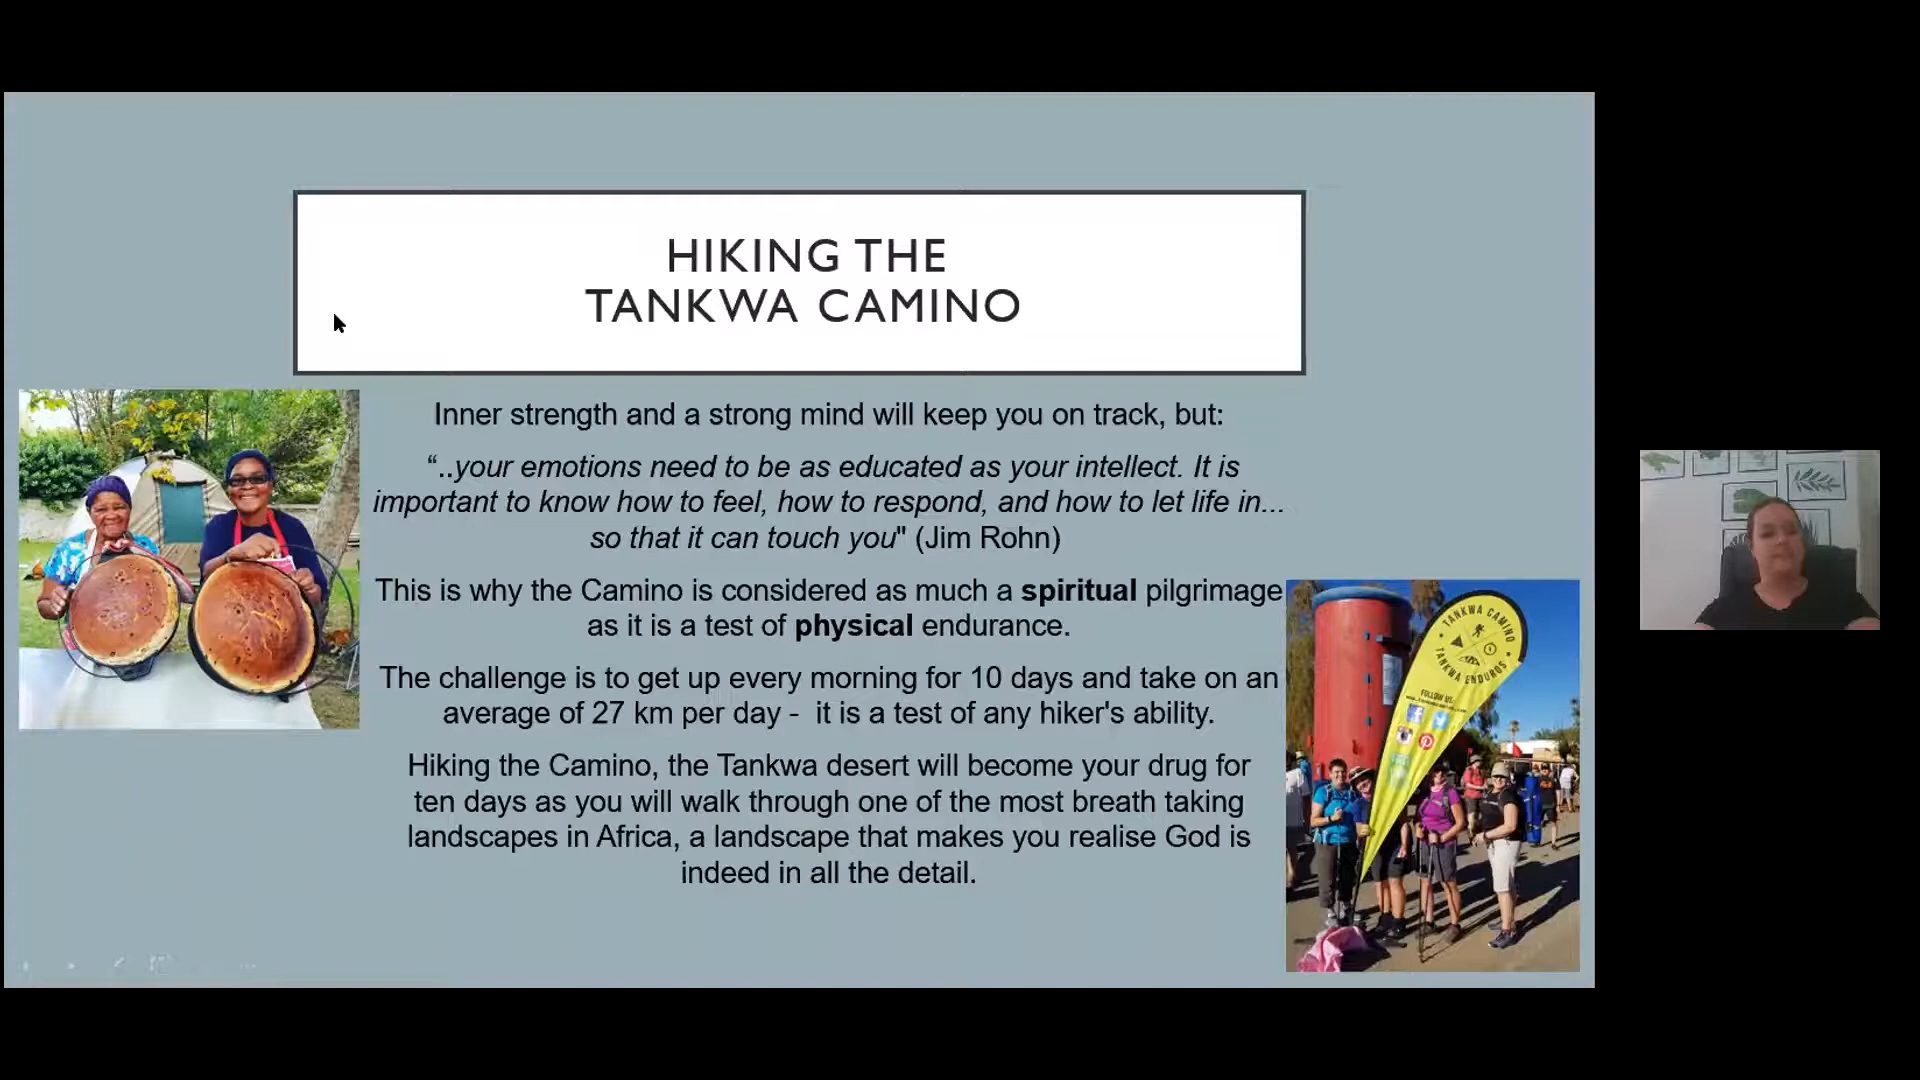 HIKING THE
TANKWA CAMINO
Inner strength and a strong mind will keep you on track, but:
“..your emotions need to be as educated as your intellect. It is
important to know how to feel, how to respond, and how to let life in...
so that it can touch you" (Jim Rohn)
This is why the Camino is considered as much a spiritual pilgrimage
as it is a test of physical endurance.
The challenge is to get up every morning for 10 days and take on an
average of 27 km per day - it is a test of any hiker's ability.
Hiking the Camino, the Tankwa desert will become your drug for
ten days as you will walk through one of the most breath taking
landscapes in Africa, a landscape that makes you realise God is
indeed in all the detail.
TANKWA CAMINO
TANKWA ENDUROS
FOLLOW US